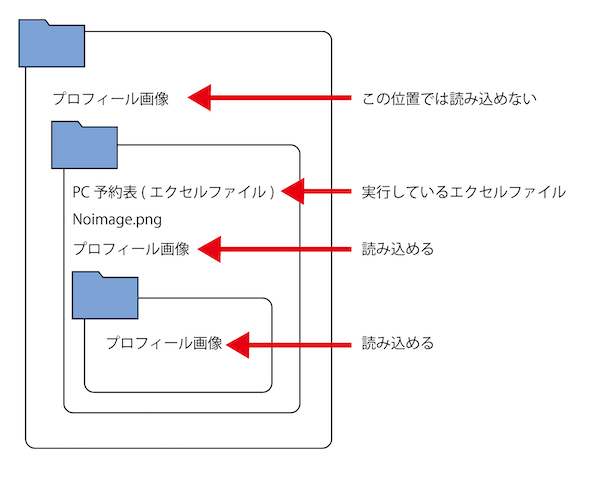 プロフィール画像
この位置では読み込めない
PC 予約表 ( エクセルファイル )
実行しているエクセルファイル
Noimage.png
プロフィール画像
読み込める
プロフィール画像
読み込める